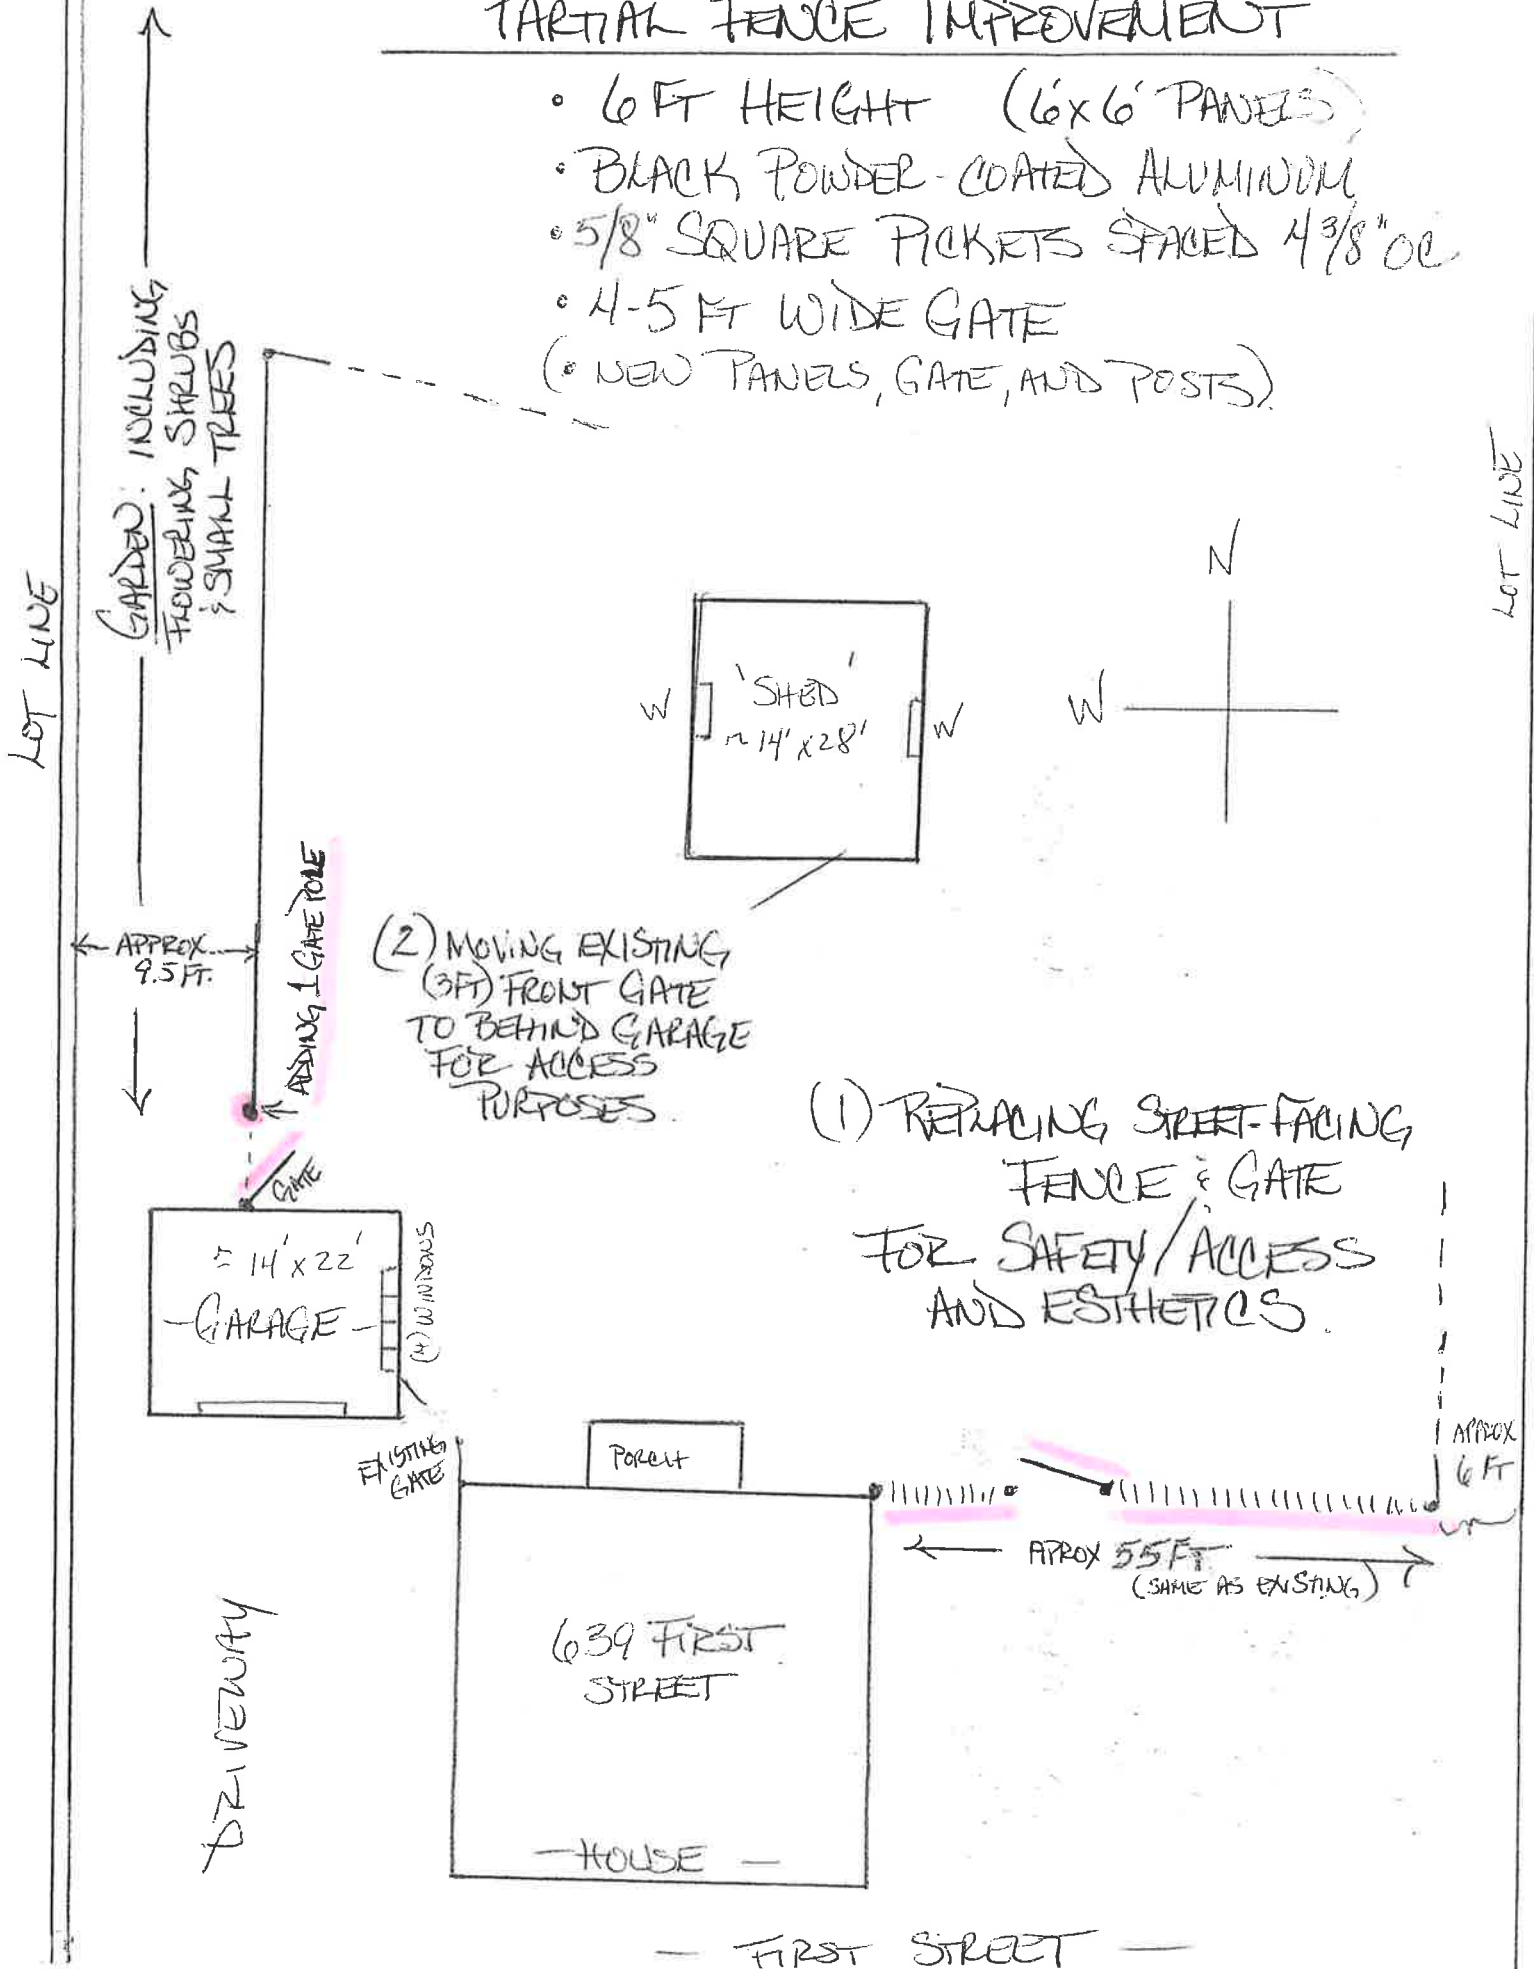 PARTIAL FENCE IMPROVEMENT
• 6 FT HEIGHT (6'x6' PANELS)
• BLACK POWDER-COATED ALUMINUM
• 5/8" SQUARE PICKETS SPACED 4 3/8" OC
• 4-5 FT WIDE GATE
(• NEW PANELS, GATE, AND POSTS)
GARDEN: INCLUDING
FLOWERING SHRUBS
& SMALL TREES
LOT LINE
LOT LINE
N
W
'SHED'
~ 14' x 28'
W
W
APPROX.
9.5 FT.
ADDING 1 GATE POLE
(2) MOVING EXISTING
(3FT) FRONT GATE
TO BEHIND GARAGE
FOR ACCESS
PURPOSES.
(1) REPLACING STREET-FACING
FENCE & GATE
FOR SAFETY/ACCESS
AND ESTHETICS.
GATE
≈ 14' x 22'
-GARAGE-
(4) WINDOWS
EXISTING
GATE
PORCH
APPROX
6 FT
APROX 55 FT.
(SAME AS EXISTING)
639 FIRST
STREET
DRIVEWAY
- HOUSE -
- FIRST STREET -